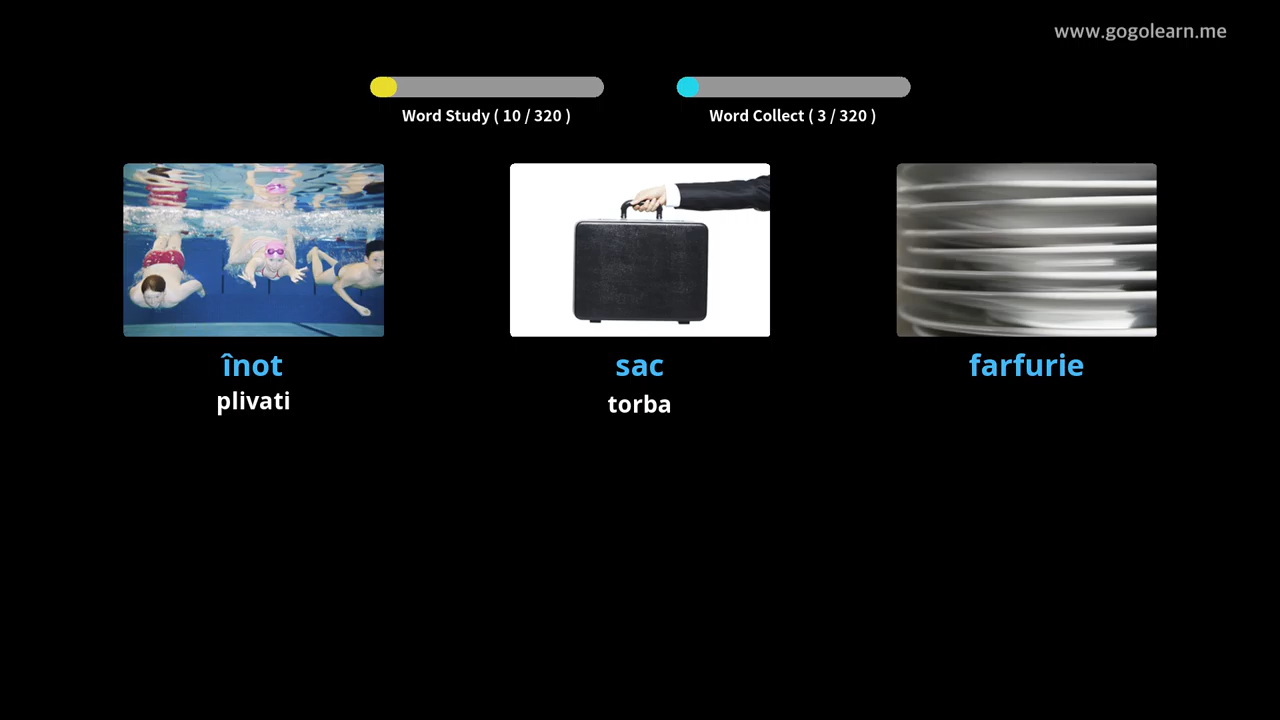 www.gogolearn.me
Word Study ( 10 / 320 )
Word Collect ( 3 / 320 )
înot
plivati
sac
torba
farfurie